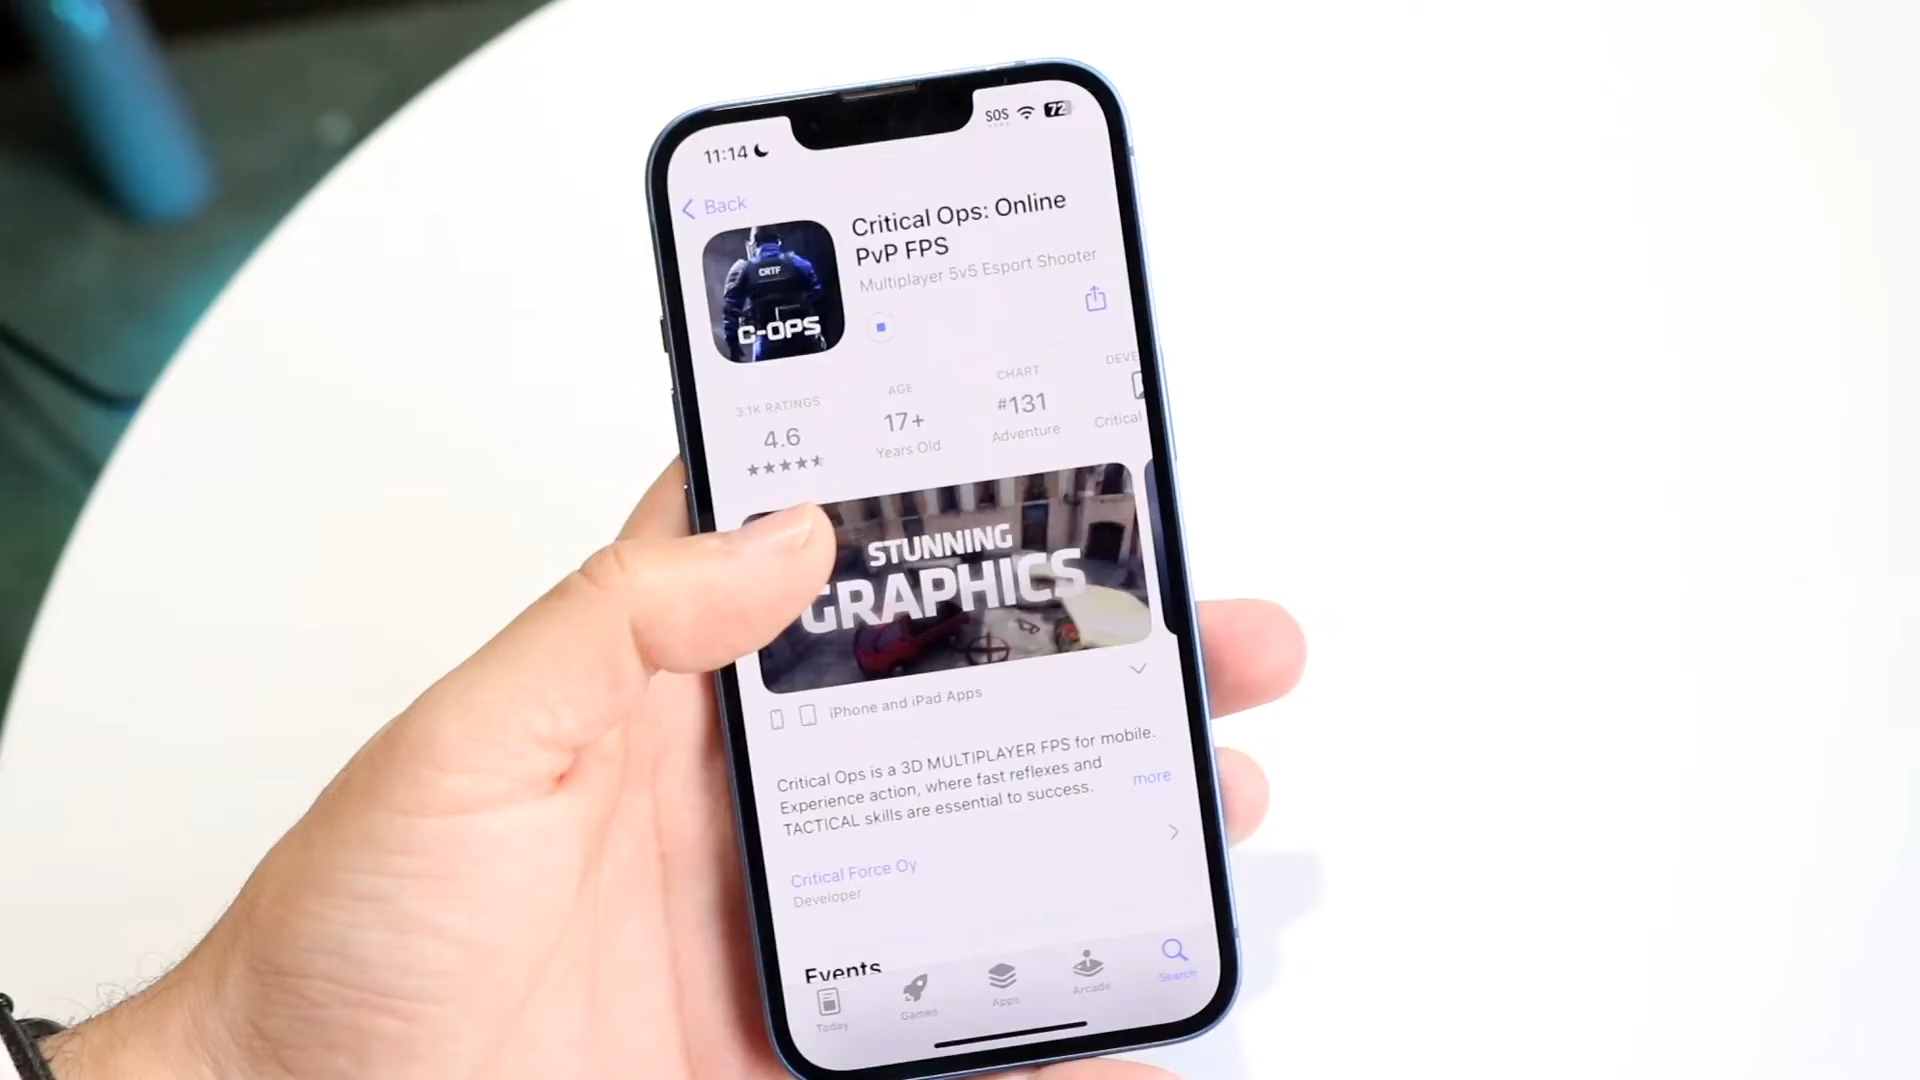 11:14
SOS
72
Back
CRTF
C-OPS
Critical Ops: Online
PvP FPS
Multiplayer 5v5 Esport Shooter
3.1K RATINGS
4.6
AGE
17+
Years Old
CHART
#131
Adventure
DEVE
Critical
STUNNING
GRAPHICS
iPhone and iPad Apps
Critical Ops is a 3D MULTIPLAYER FPS for mobile.
Experience action, where fast reflexes and
TACTICAL skills are essential to success.
more
Critical Force Oy
Developer
Events
Today
Games
Apps
Arcade
Search